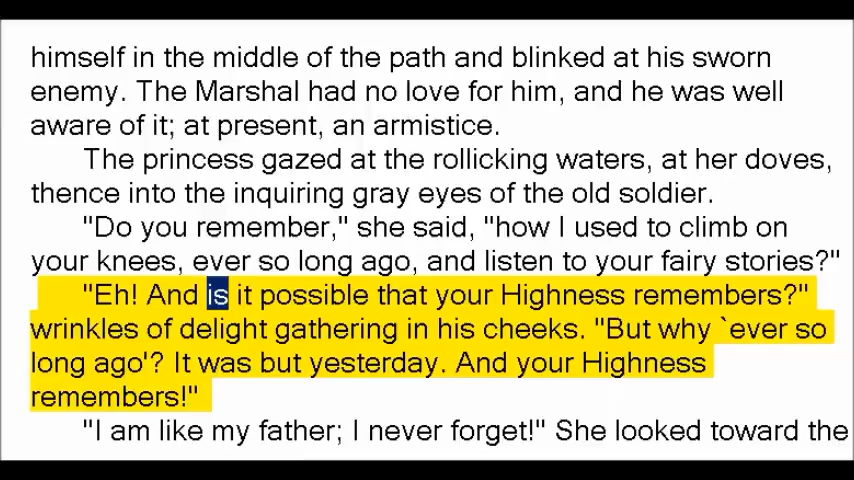 himself in the middle of the path and blinked at his sworn
enemy. The Marshal had no love for him, and he was well
aware of it; at present, an armistice.
The princess gazed at the rollicking waters, at her doves,
thence into the inquiring gray eyes of the old soldier.
"Do you remember," she said, "how I used to climb on
your knees, ever so long ago, and listen to your fairy stories?"
"Eh! And is it possible that your Highness remembers?"
wrinkles of delight gathering in his cheeks. "But why `ever so
long ago'? It was but yesterday. And your Highness
remembers!"
"I am like my father; I never forget!" She looked toward the